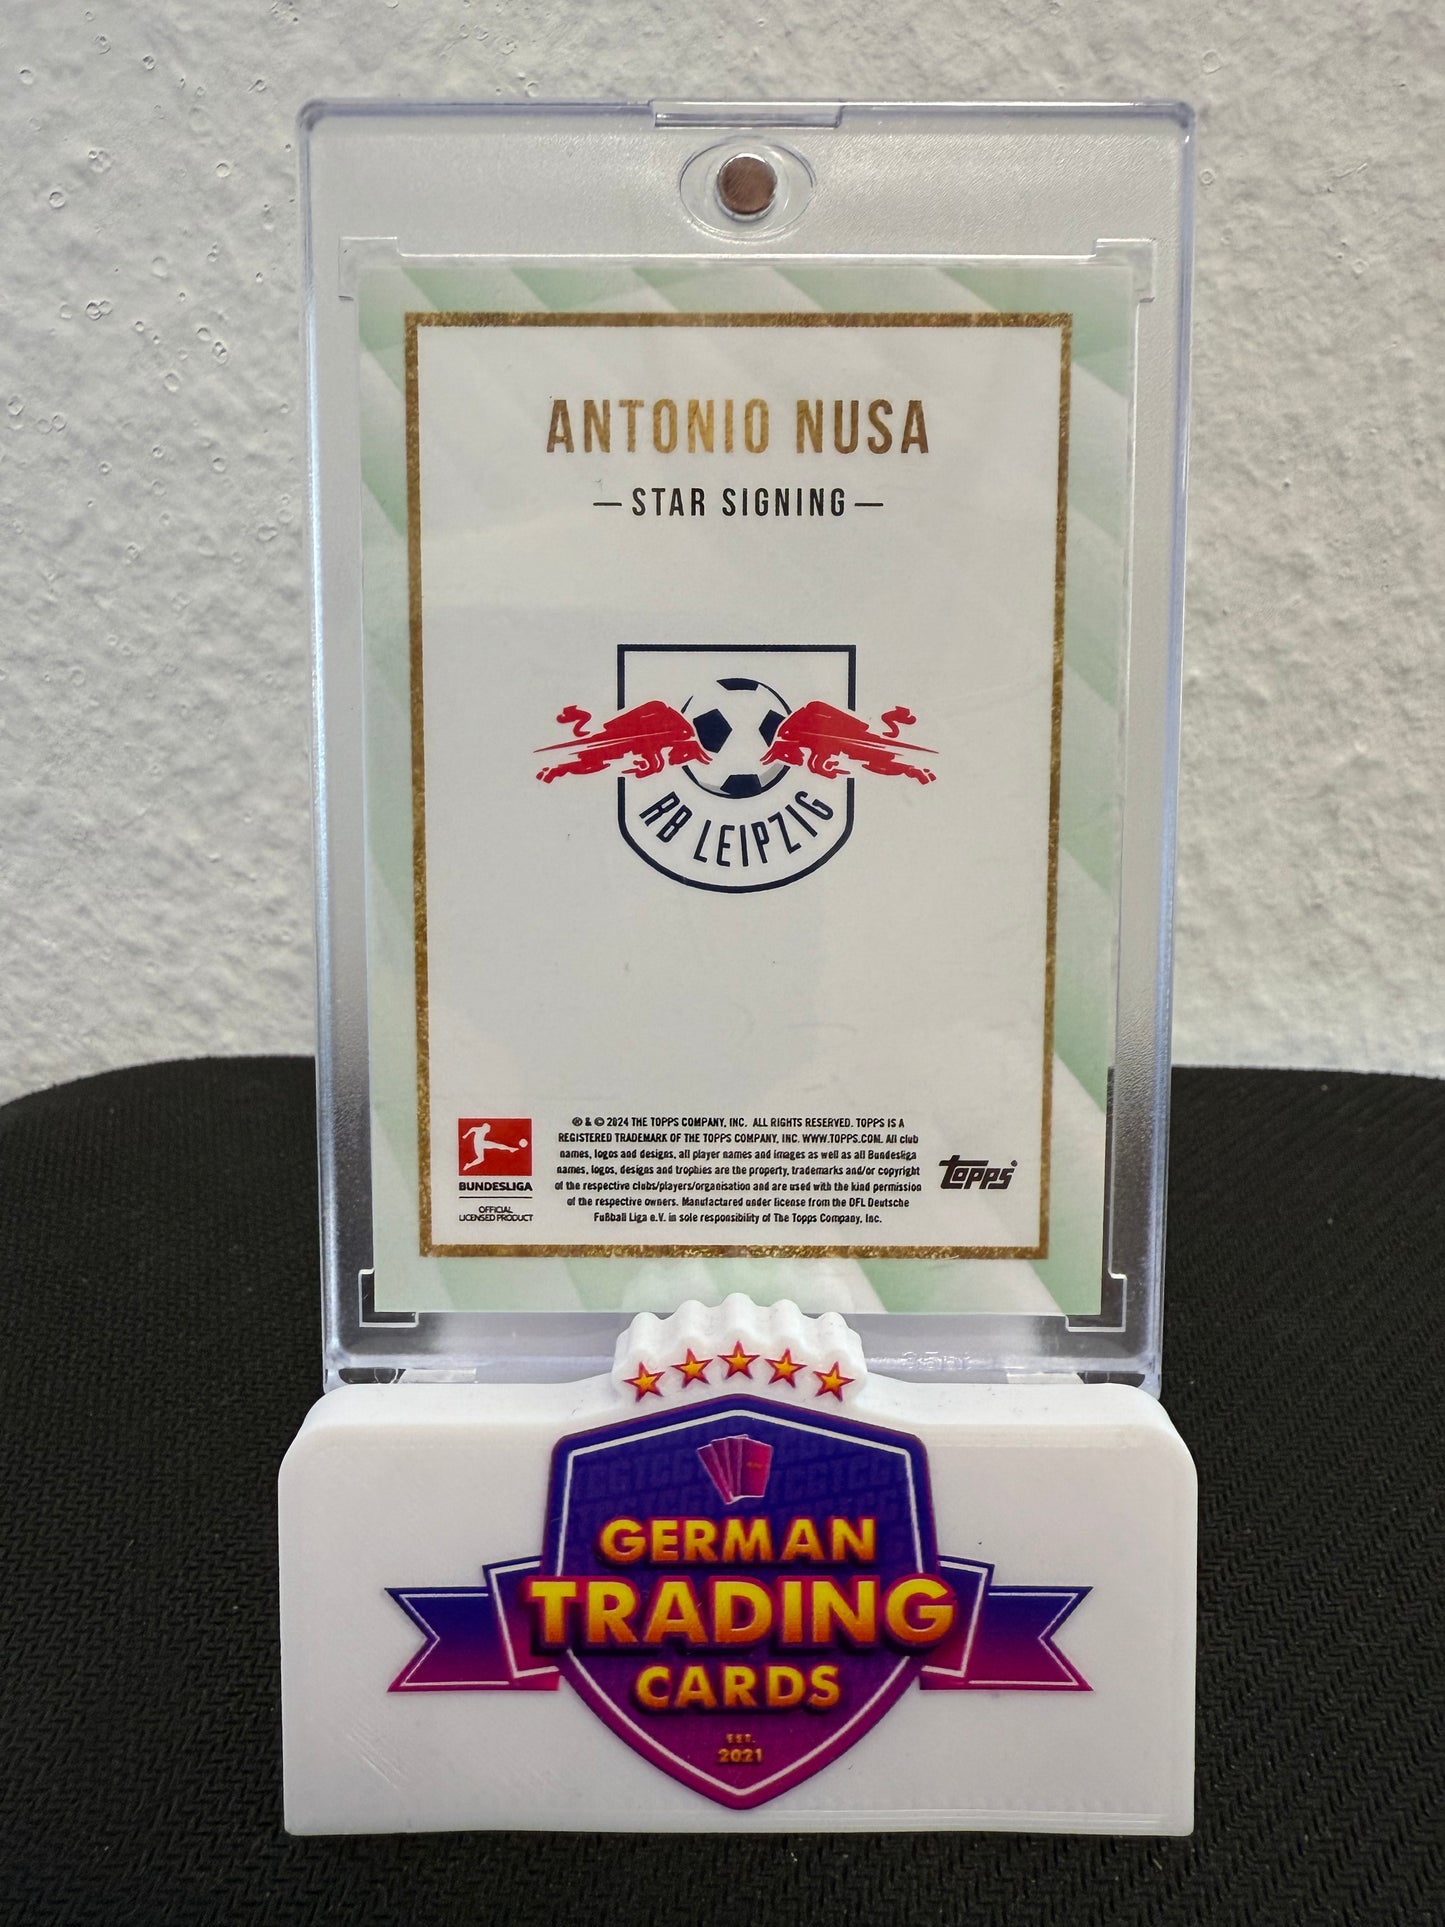 ANTONIO NUSA
— STAR SIGNING —
RB LEIPZIG
® & © 2024 THE TOPPS COMPANY, INC. ALL RIGHTS RESERVED. TOPPS IS A
REGISTERED TRADEMARK OF THE TOPPS COMPANY, INC. WWW.TOPPS.COM. All club
names, logos and designs, all player names and images as well as all Bundesliga
names, logos, designs and trophies are the property, trademarks and/or copyright
of the respective clubs/players/organisation and are used with the kind permission
of the respective owners. Manufactured under license from the DFL Deutsche
Fußball Liga e.V. in sole responsibility of The Topps Company, Inc.
BUNDESLIGA
OFFICIAL
LICENSED PRODUCT
topps®
GERMAN
TRADING
CARDS
EST.
2021